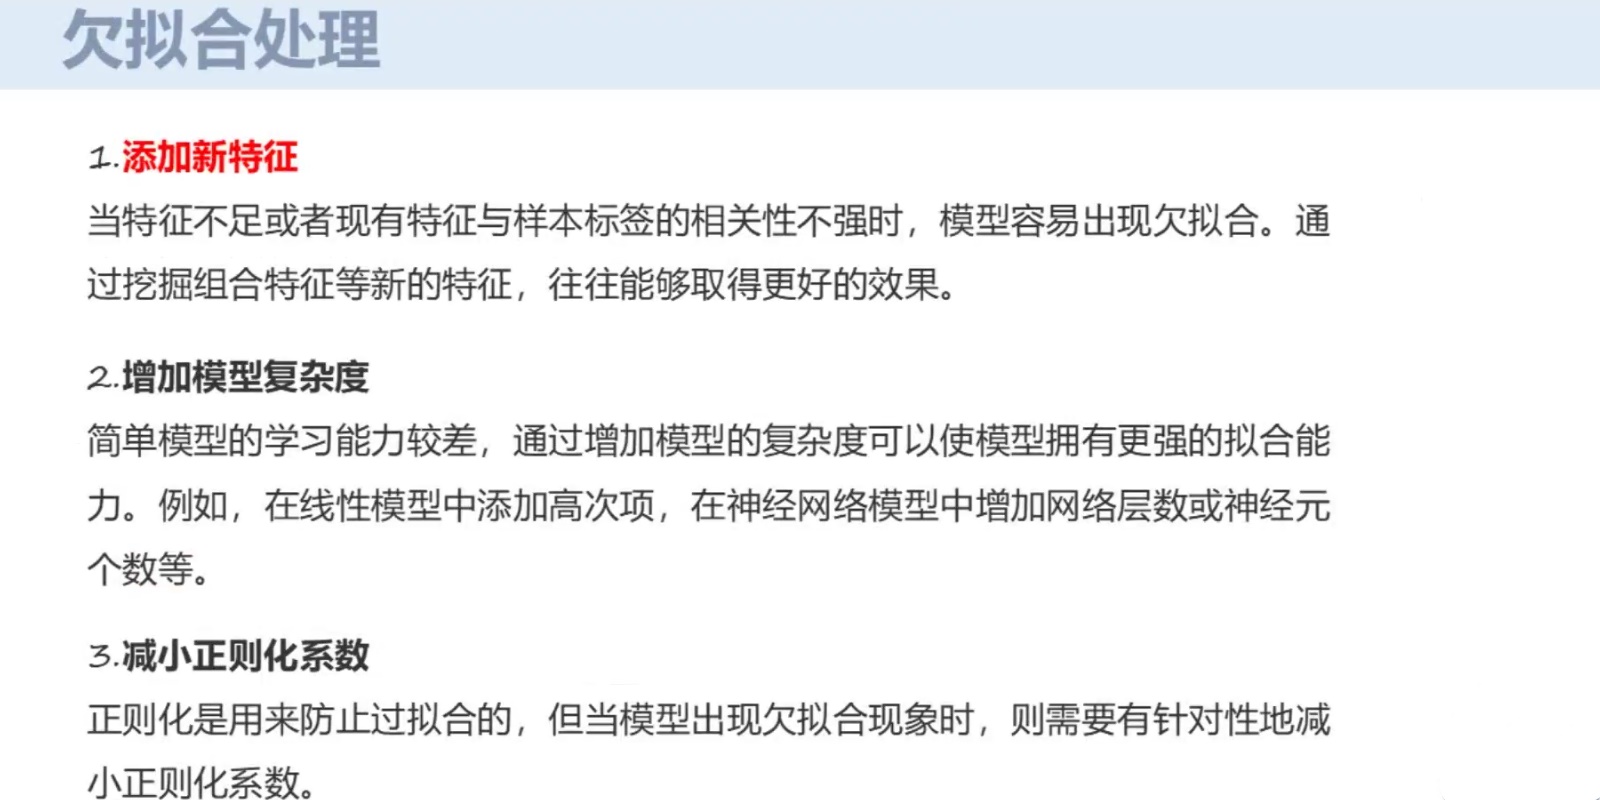 欠拟合处理
1.添加新特征
当特征不足或者现有特征与样本标签的相关性不强时，模型容易出现欠拟合。通
过挖掘组合特征等新的特征，往往能够取得更好的效果。
2.增加模型复杂度
简单模型的学习能力较差，通过增加模型的复杂度可以使模型拥有更强的拟合能
力。例如，在线性模型中添加高次项，在神经网络模型中增加网络层数或神经元
个数等。
3.减小正则化系数
正则化是用来防止过拟合的，但当模型出现欠拟合现象时，则需要有针对性地减
小正则化系数。